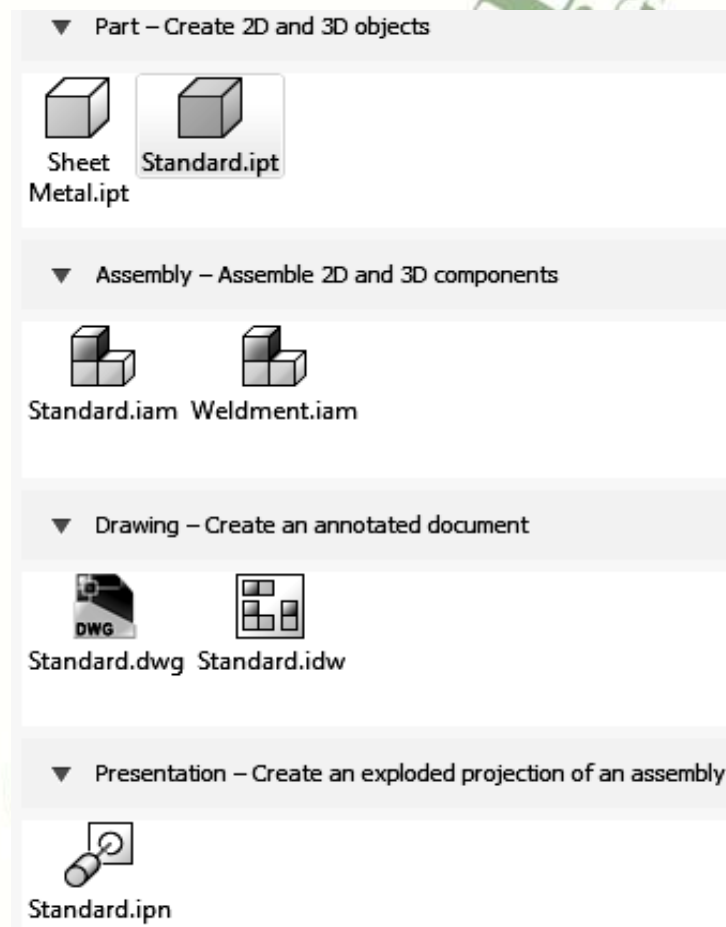 Part – Create 2D and 3D objects
Sheet Metal.ipt
Standard.ipt
Assembly – Assemble 2D and 3D components
Standard.iam Weldment.iam
Drawing – Create an annotated document
DWG
Standard.dwg Standard.idw
Presentation – Create an exploded projection of an assembly
Standard.ipn